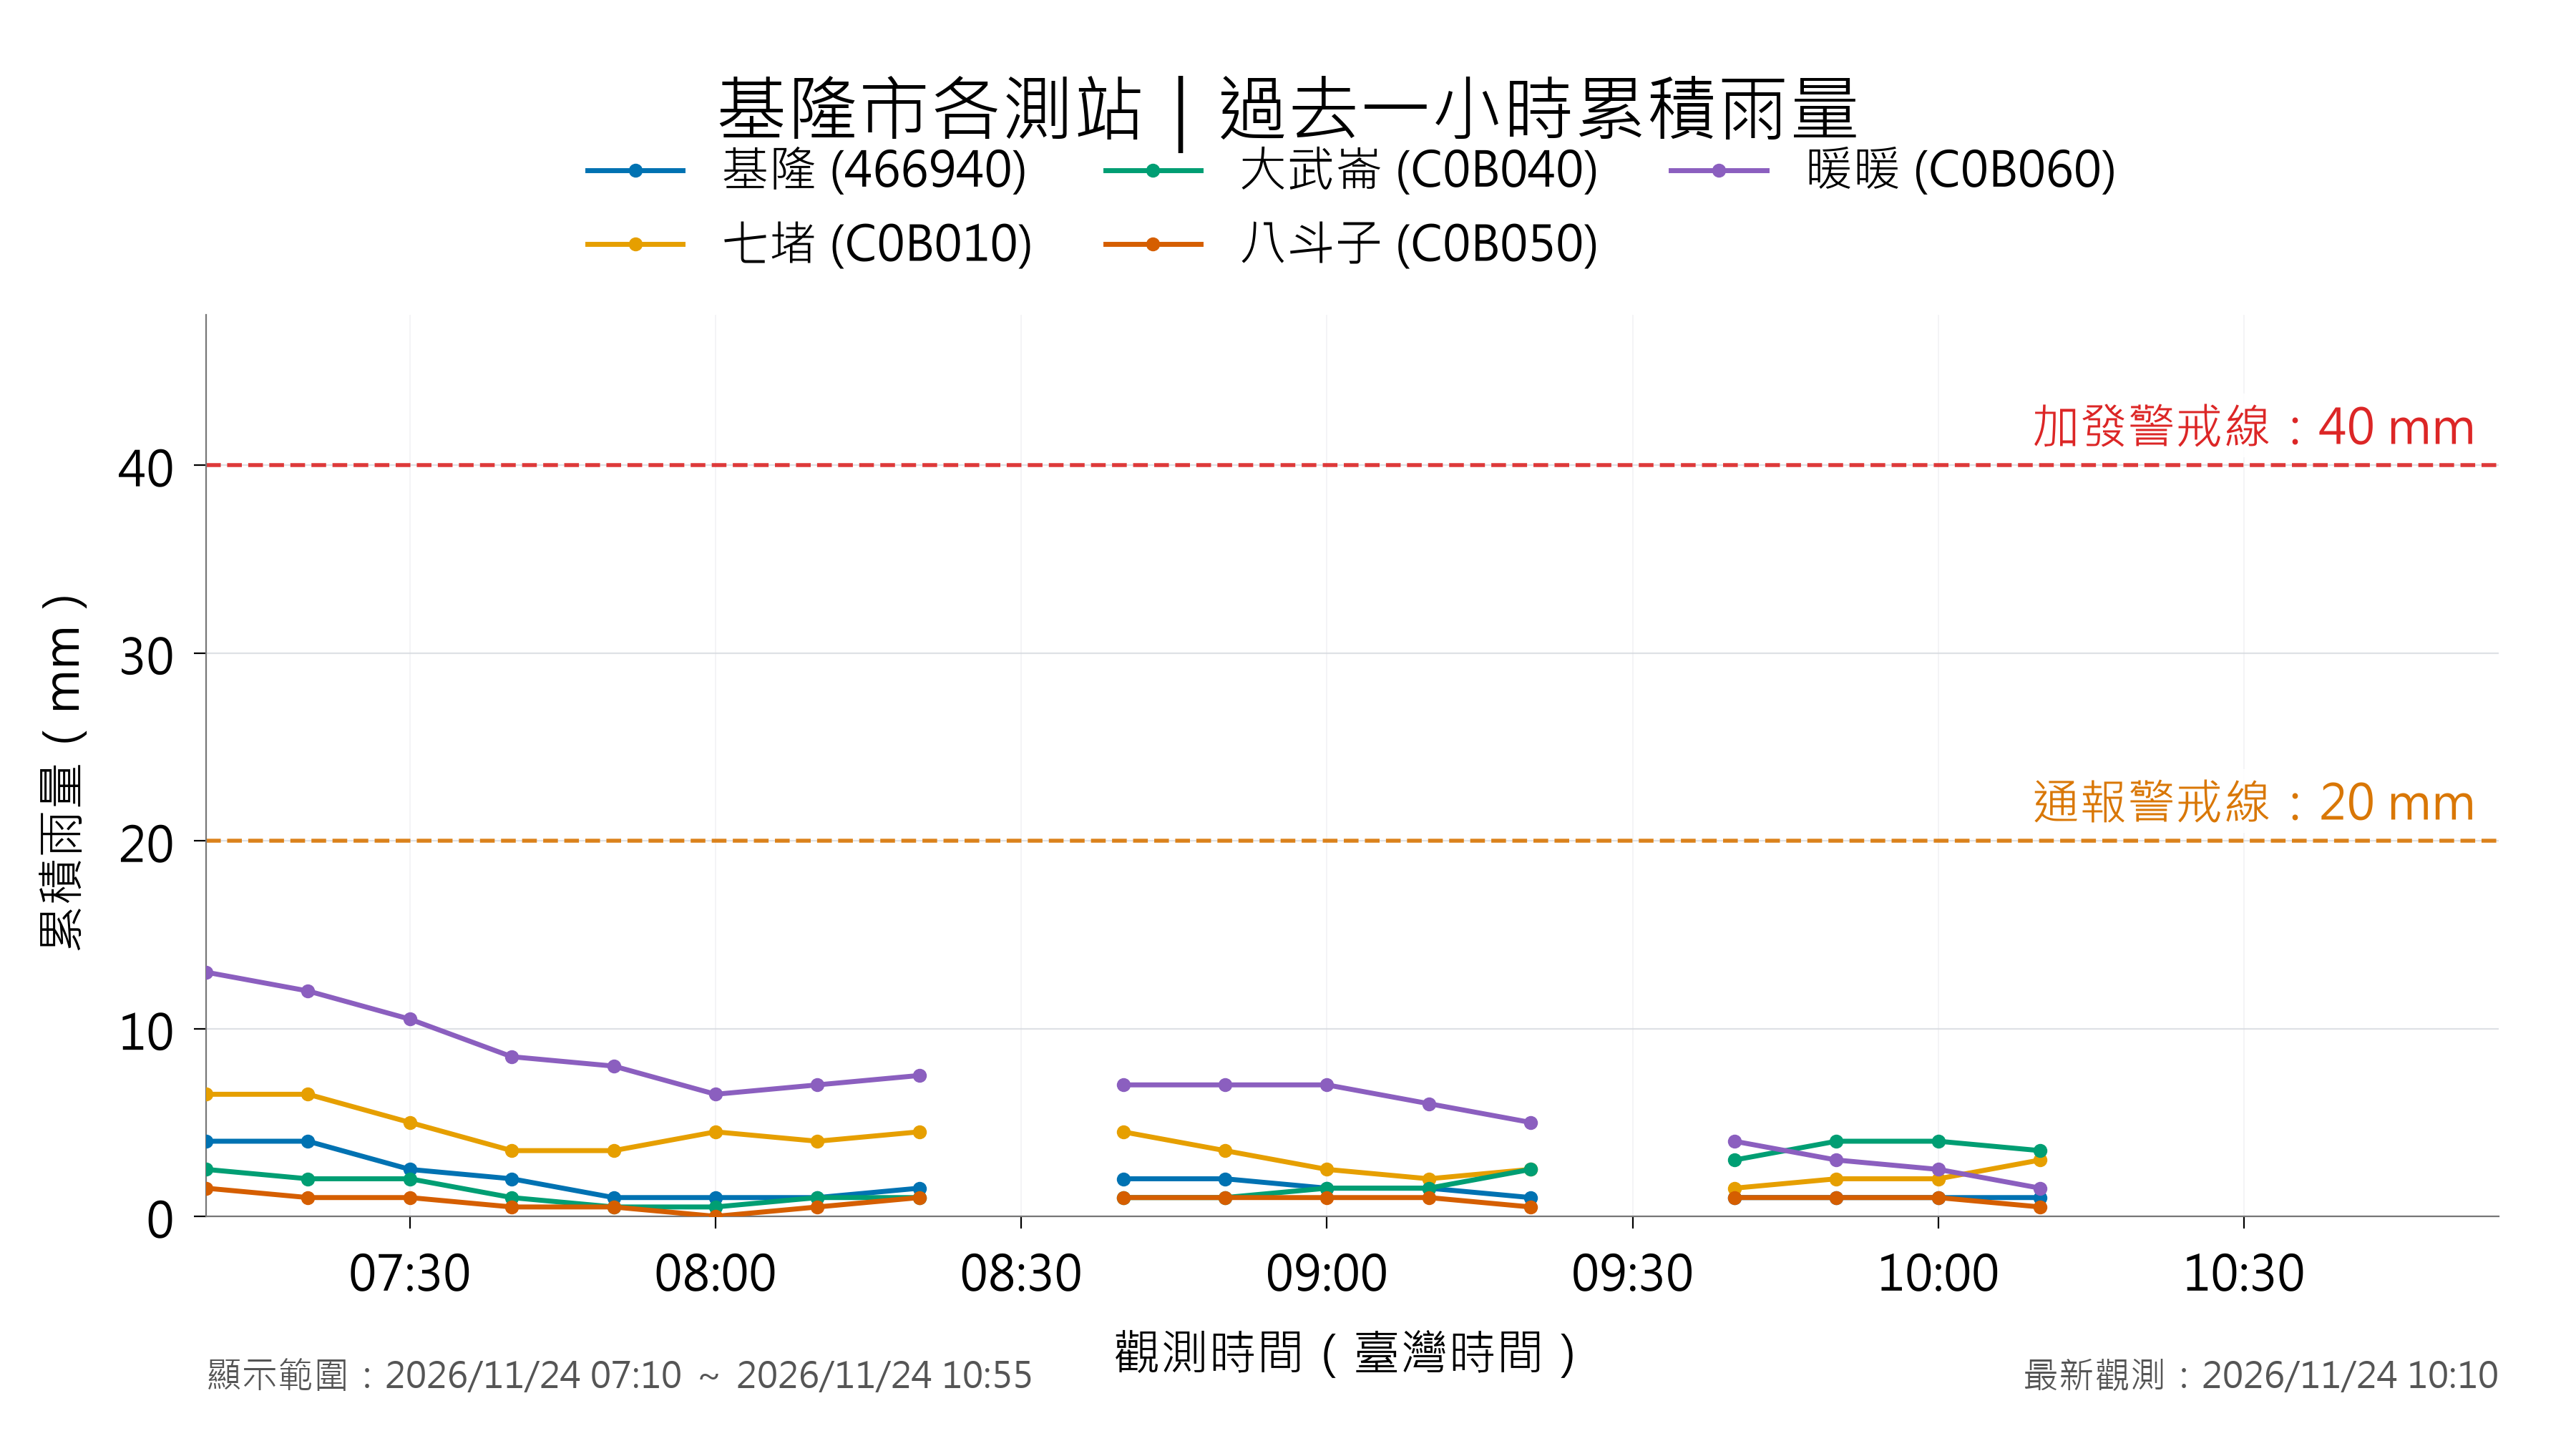 基隆市各測站｜過去一小時累積雨量
基隆 (466940) 大武崙 (C0B040) 暖暖 (C0B060)
七堵 (C0B010) 八斗子 (C0B050)
累積雨量（mm）
40
30
20
10
0
加發警戒線：40 mm
通報警戒線：20 mm
07:30 08:00 08:30 09:00 09:30 10:00 10:30
觀測時間（臺灣時間）
顯示範圍：2026/11/24 07:10 ~ 2026/11/24 10:55
最新觀測：2026/11/24 10:10